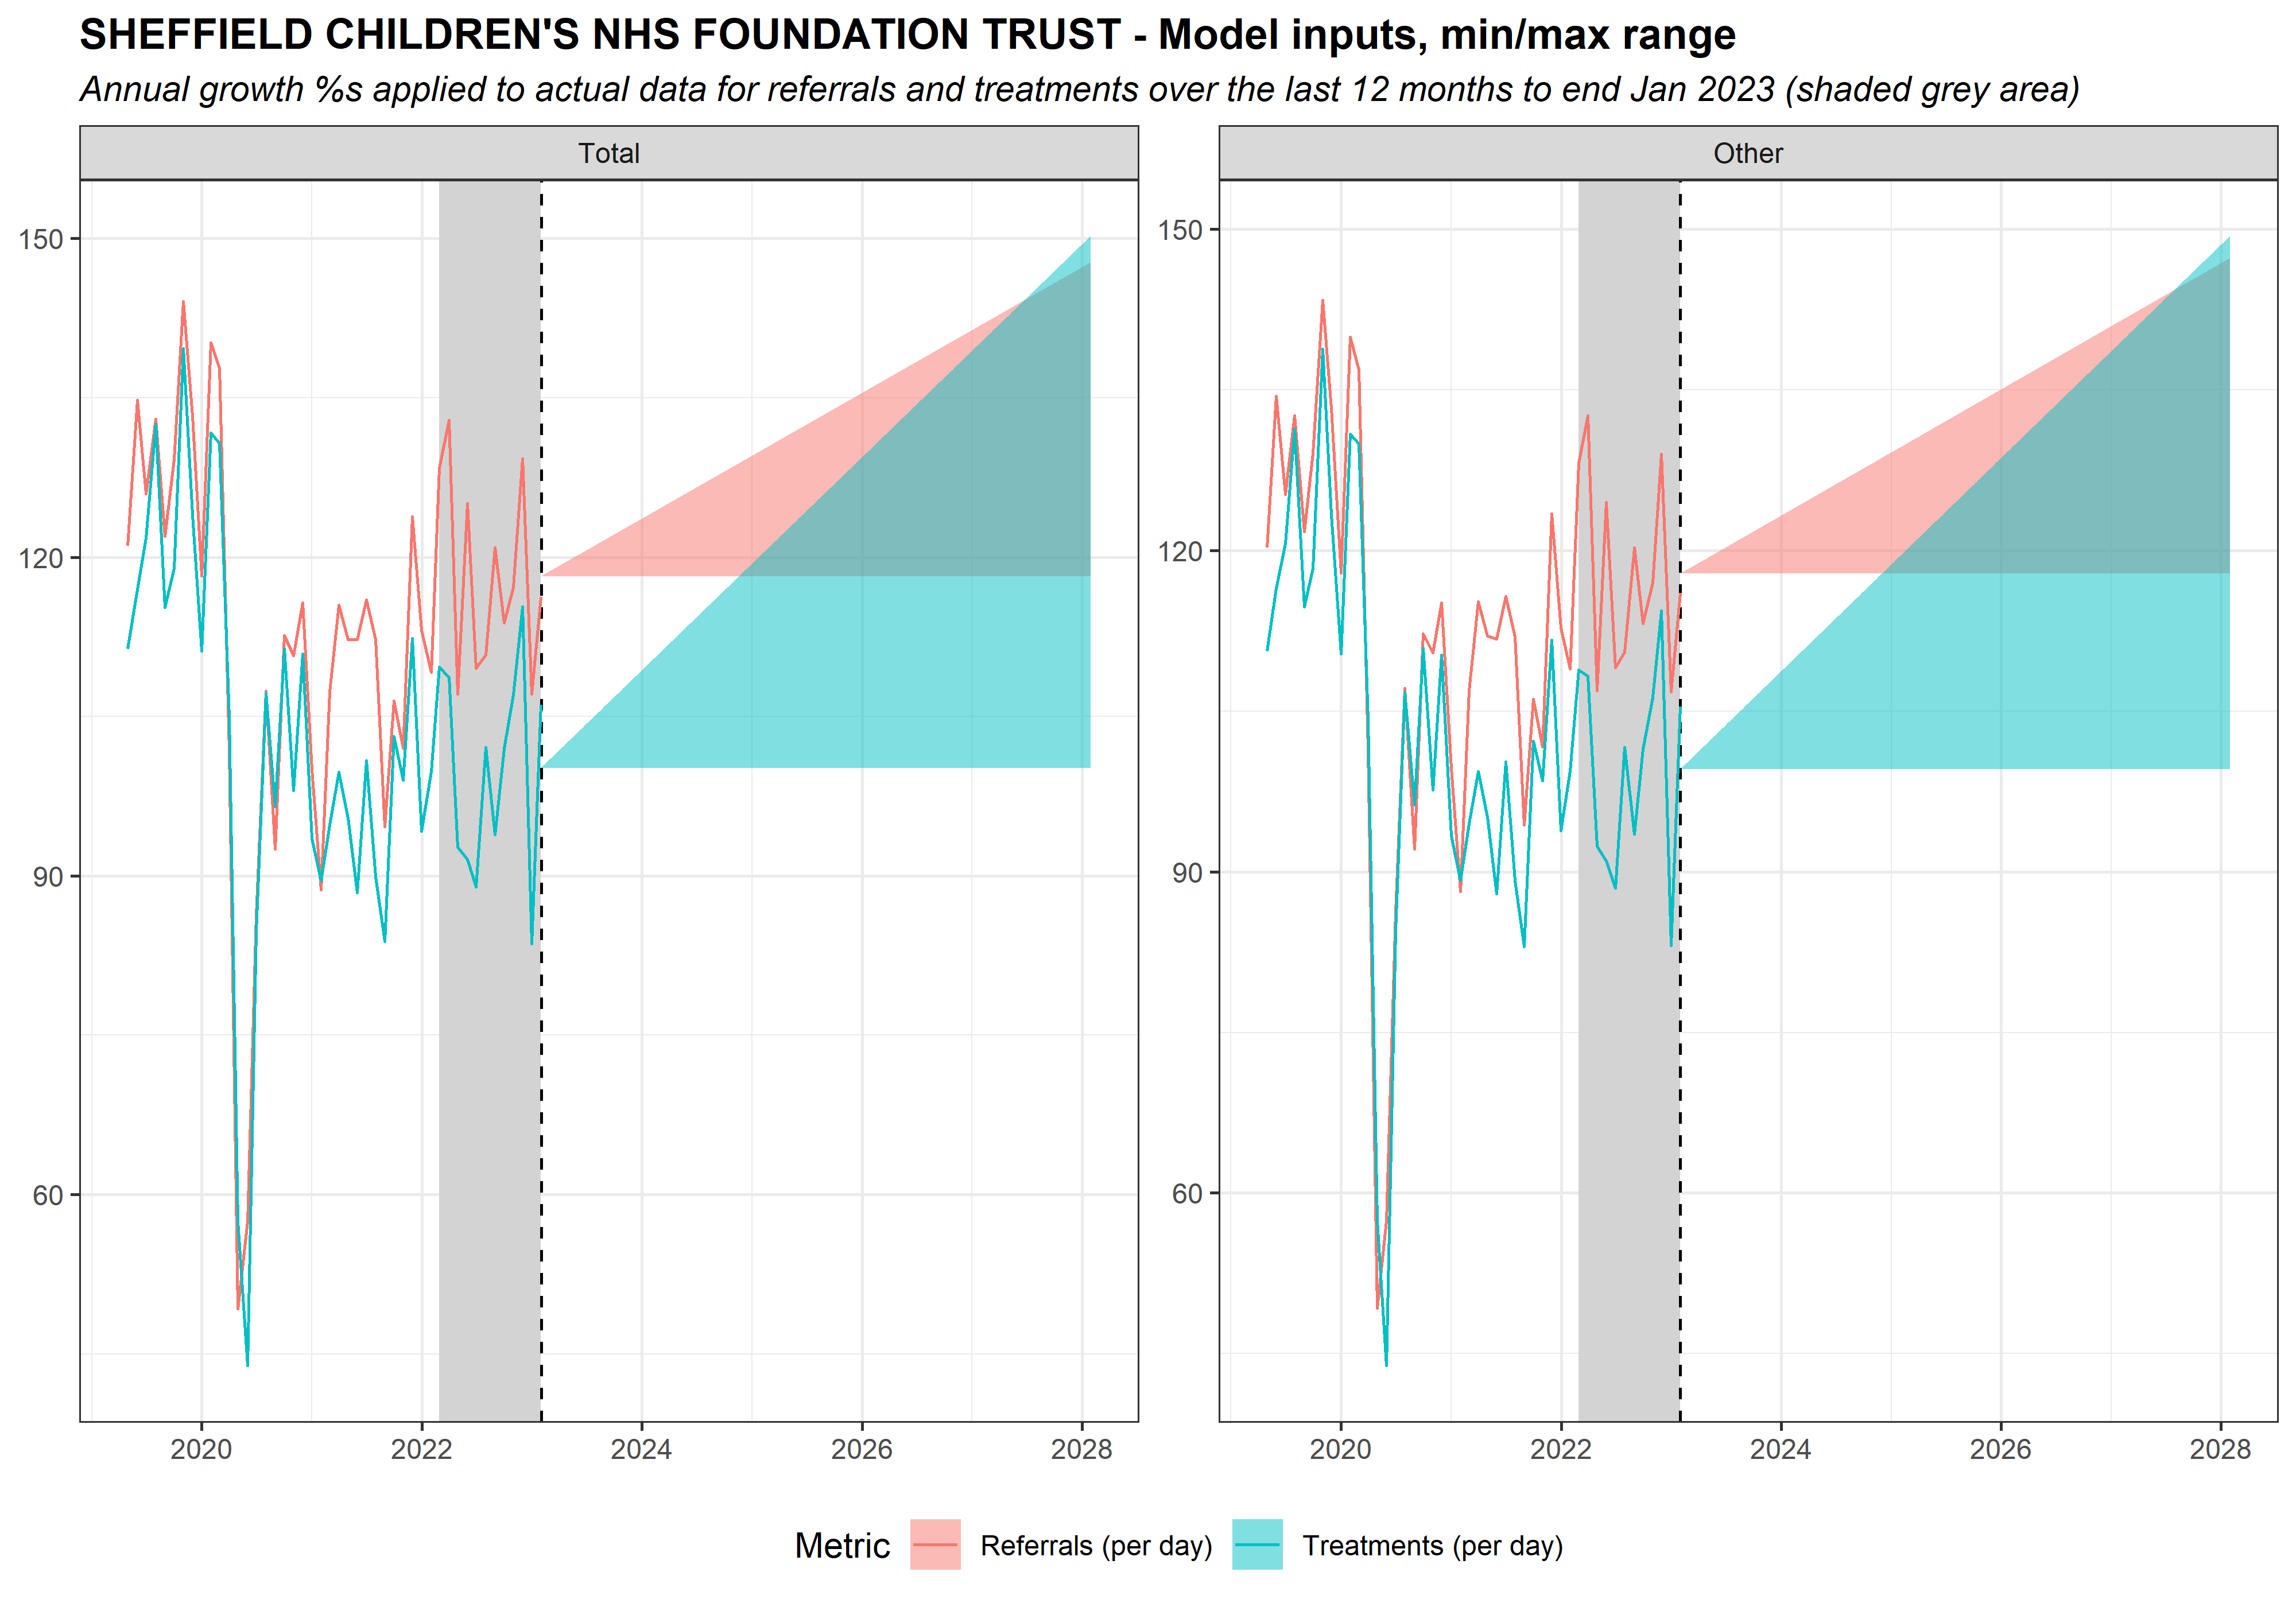 SHEFFIELD CHILDREN'S NHS FOUNDATION TRUST - Model inputs, min/max range
Annual growth %s applied to actual data for referrals and treatments over the last 12 months to end Jan 2023 (shaded grey area)
Total
150
120
90
60
2020 2022 2024 2026 2028
Other
150
120
90
60
2020 2022 2024 2026 2028
Metric Referrals (per day) Treatments (per day)